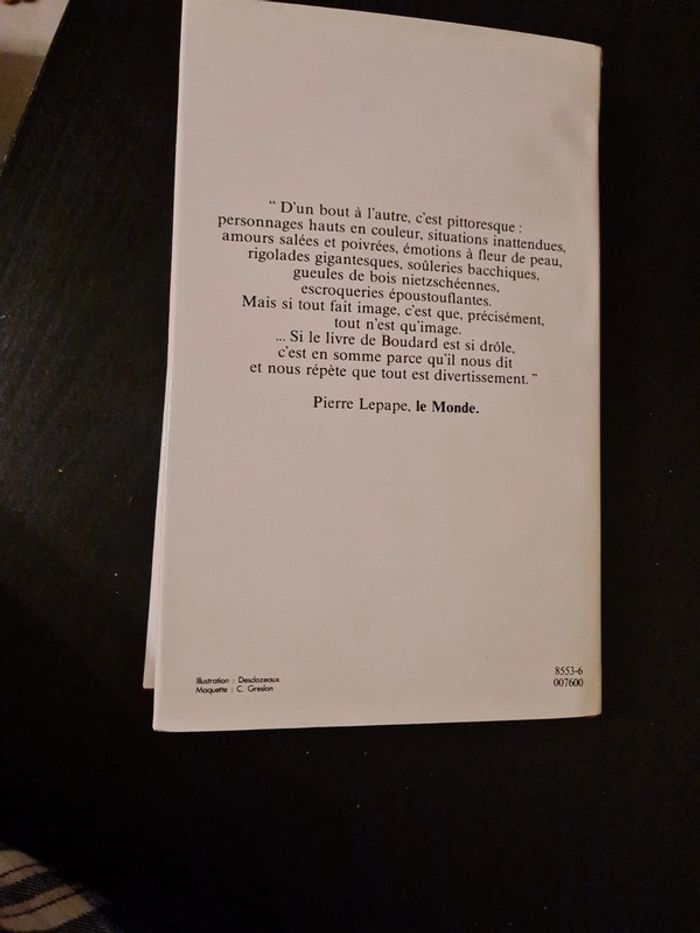 “ D'un bout à l'autre, c'est pittoresque :
personnages hauts en couleur, situations inattendues,
amours salées et poivrées, émotions à fleur de peau,
rigolades gigantesques, soûleries bacchiques,
gueules de bois nietzschéennes,
escroqueries époustouflantes.
Mais si tout fait image, c'est que, précisément,
tout n'est qu'image.
... Si le livre de Boudard est si drôle,
c'est en somme parce qu'il nous dit
et nous répète que tout est divertissement. ”
Pierre Lepape, le Monde.
Illustration : Desdozeaux
Maquette : C. Greslon
8553-6
007600